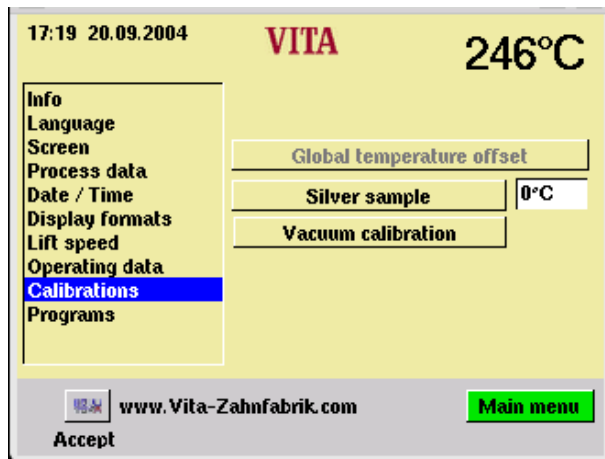 17:19 20.09.2004
VITA
246°C
Info
Language
Screen
Process data
Date / Time
Display formats
Lift speed
Operating data
Calibrations
Programs
Global temperature offset
Silver sample
0°C
Vacuum calibration
www.Vita-Zahnfabrik.com
Main menu
Accept